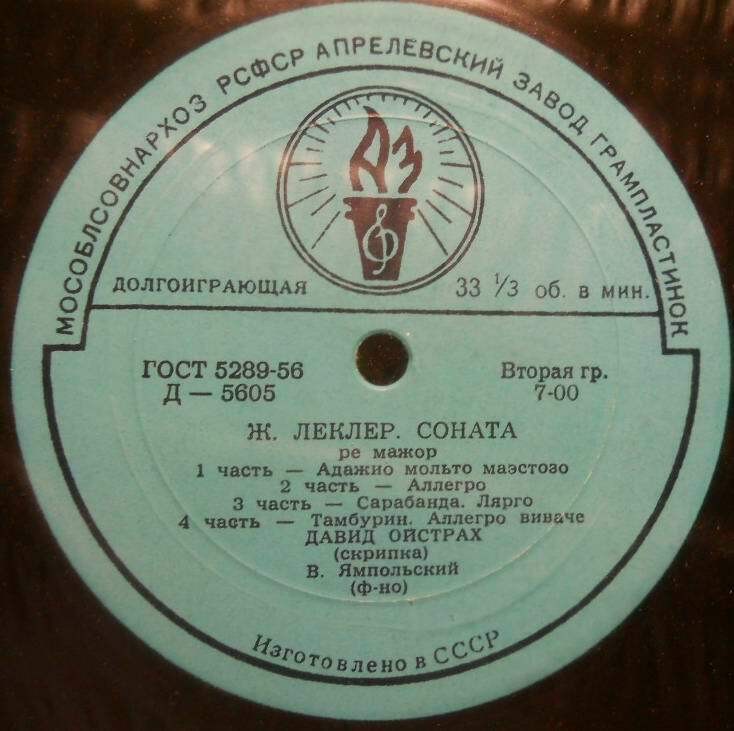 МОСОБЛСОВНАРХОЗ РСФСР АПРЕЛЕВСКИЙ ЗАВОД ГРАМПЛАСТИНОК
АЗ
ДОЛГОИГРАЮЩАЯ 33 1/3 об. в мин.
ГОСТ 5289-56 Вторая гр.
Д — 5605 7-00
Ж. ЛЕКЛЕР. СОНАТА
ре мажор
1 часть — Адажио мольто маэстозо
2 часть — Аллегро
3 часть — Сарабанда. Лярго
4 часть — Тамбурин. Аллегро виваче
ДАВИД ОЙСТРАХ
(скрипка)
В. Ямпольский
(ф-но)
Изготовлено в СССР